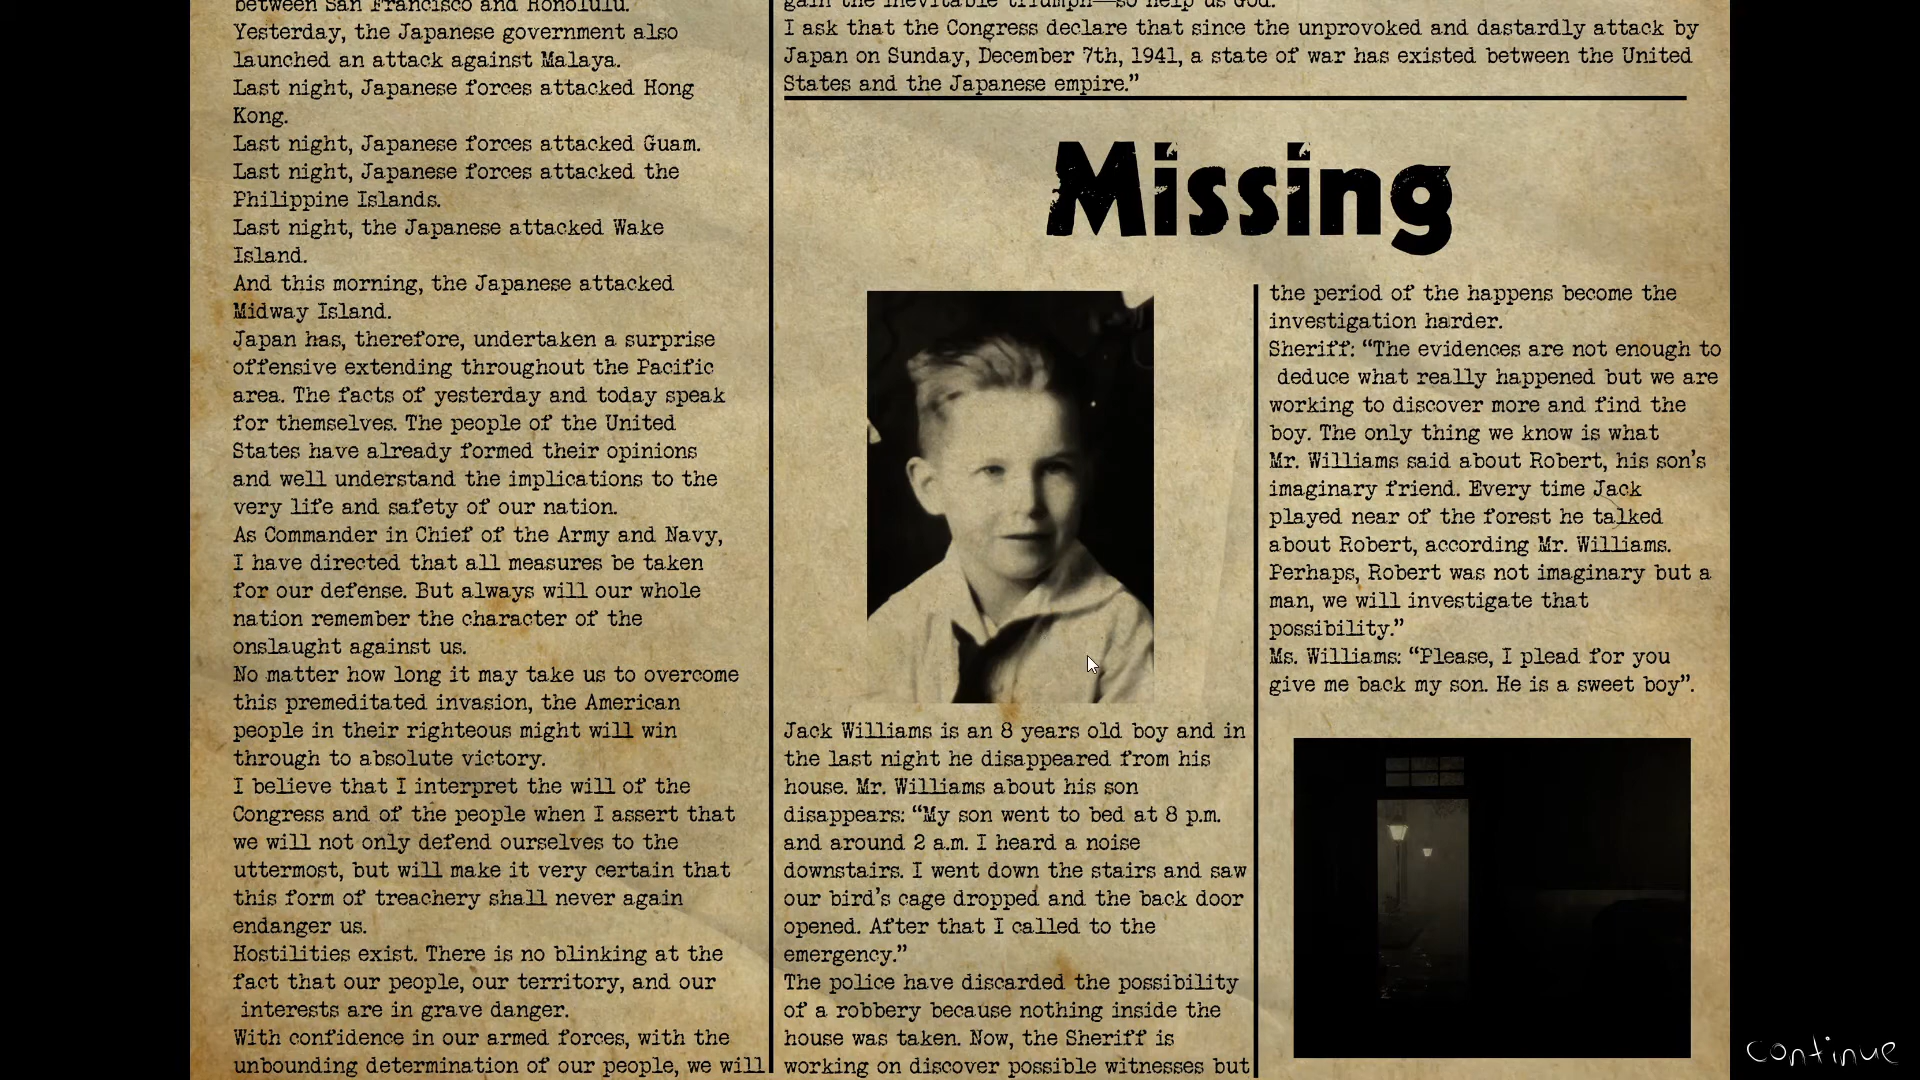 between San Francisco and Honolulu.
Yesterday, the Japanese government also
launched an attack against Malaya.
Last night, Japanese forces attacked Hong
Kong.
Last night, Japanese forces attacked Guam.
Last night, Japanese forces attacked the
Philippine Islands.
Last night, the Japanese attacked Wake
Island.
And this morning, the Japanese attacked
Midway Island.
Japan has, therefore, undertaken a surprise
offensive extending throughout the Pacific
area. The facts of yesterday and today speak
for themselves. The people of the United
States have already formed their opinions
and well understand the implications to the
very life and safety of our nation.
As Commander in Chief of the Army and Navy,
I have directed that all measures be taken
for our defense. But always will our whole
nation remember the character of the
onslaught against us.
No matter how long it may take us to overcome
this premeditated invasion, the American
people in their righteous might will win
through to absolute victory.
I believe that I interpret the will of the
Congress and of the people when I assert that
we will not only defend ourselves to the
uttermost, but will make it very certain that
this form of treachery shall never again
endanger us.
Hostilities exist. There is no blinking at the
fact that our people, our territory, and our
interests are in grave danger.
With confidence in our armed forces, with the
unbounding determination of our people, we will
gain the inevitable triumph—so help us God.
I ask that the Congress declare that since the unprovoked and dastardly attack by
Japan on Sunday, December 7th, 1941, a state of war has existed between the United
States and the Japanese empire.”
Missing
Jack Williams is an 8 years old boy and in
the last night he disappeared from his
house. Mr. Williams about his son
disappears: “My son went to bed at 8 p.m.
and around 2 a.m. I heard a noise
downstairs. I went down the stairs and saw
our bird’s cage dropped and the back door
opened. After that I called to the
emergency.”
The police have discarded the possibility
of a robbery because nothing inside the
house was taken. Now, the Sheriff is
working on discover possible witnesses but
the period of the happens become the
investigation harder.
Sheriff: “The evidences are not enough to
deduce what really happened but we are
working to discover more and find the
boy. The only thing we know is what
Mr. Williams said about Robert, his son’s
imaginary friend. Every time Jack
played near of the forest he talked
about Robert, according Mr. Williams.
Perhaps, Robert was not imaginary but a
man, we will investigate that
possibility.”
Ms. Williams: “Please, I plead for you
give me back my son. He is a sweet boy”.
continue